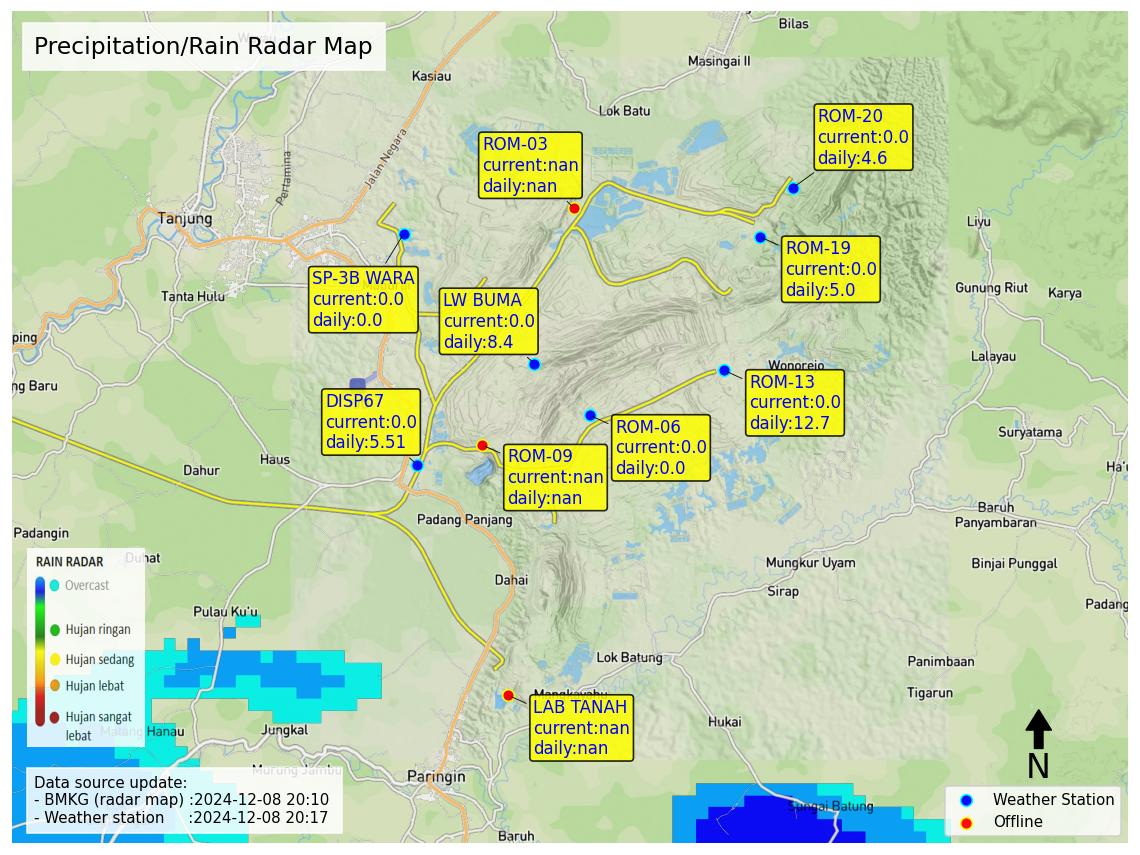 Precipitation/Rain Radar Map
Bilas
Masingai II
Kasiau
Lok Batu
Jalan Negara
Pertamina
Tanjung
Tanta Hulu
ROM-03
current:nan
daily:nan
ROM-20
current:0.0
daily:4.6
ROM-19
current:0.0
daily:5.0
SP-3B WARA
current:0.0
daily:0.0
LW BUMA
current:0.0
daily:8.4
Liyu
Gunung Riut
Karya
Lalayau
Wonorejo
ROM-13
current:0.0
daily:12.7
DISP67
current:0.0
daily:5.51
ROM-06
current:0.0
daily:0.0
ROM-09
current:nan
daily:nan
ping
ng Baru
Dahur
Haus
Suryatama
Ha'u
Padang Panjang
Baruh
Panyambaran
Padangin
Duhat
Dahai
Mungkur Uyam
Binjai Punggal
Sirap
Padang
RAIN RADAR
Overcast
Hujan ringan
Hujan sedang
Hujan lebat
Hujan sangat
lebat
Pulau Ku'u
Lok Batung
Panimbaan
Tigarun
Mangkayahu
LAB TANAH
current:nan
daily:nan
Hukai
Matang Hanau
Jungkal
Murung Jambu
Paringin
Sungai Batung
Baruh
Data source update:
- BMKG (radar map) :2024-12-08 20:10
- Weather station :2024-12-08 20:17
N
Weather Station
Offline